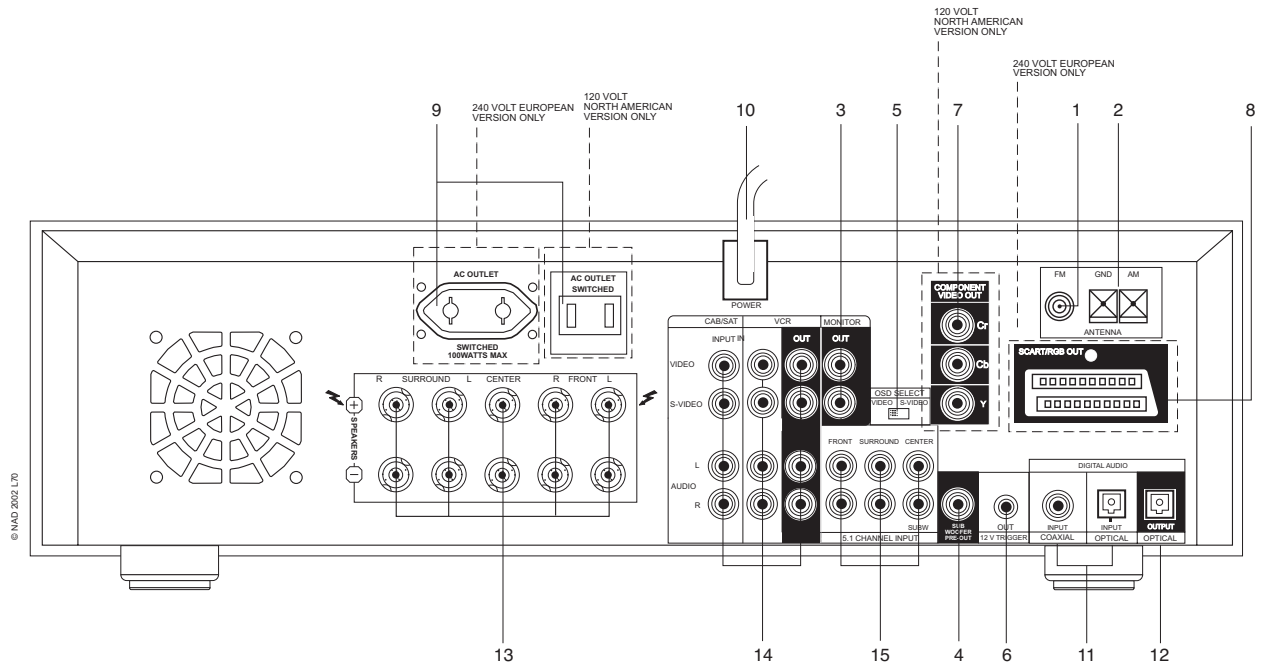 120 VOLT
NORTH AMERICAN
VERSION ONLY
240 VOLT EUROPEAN
VERSION ONLY
120 VOLT
NORTH AMERICAN
VERSION ONLY
240 VOLT EUROPEAN
VERSION ONLY
9 10 3 5 7 1 2 8
AC OUTLET
SWITCHED
100WATTS MAX
AC OUTLET
SWITCHED
POWER
COMPONENT
VIDEO OUT
Cr
Cb
Y
FM GND AM
ANTENNA
SCART/RGB OUT
CAB/SAT VCR MONITOR
INPUT IN OUT OUT
VIDEO
S-VIDEO
OSD SELECT
VIDEO S-VIDEO
R SURROUND L CENTER R FRONT L
+ SPEAKERS −
L
AUDIO
R
FRONT SURROUND CENTER
SUBW
5.1 CHANNEL INPUT
SUB
WOOFER
PRE-OUT
OUT
12 V TRIGGER
DIGITAL AUDIO
INPUT INPUT OUTPUT
COAXIAL OPTICAL OPTICAL
© NAD 2002 L70
13 14 15 4 6 11 12